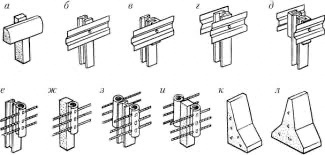 а б в г д
е ж з и к л